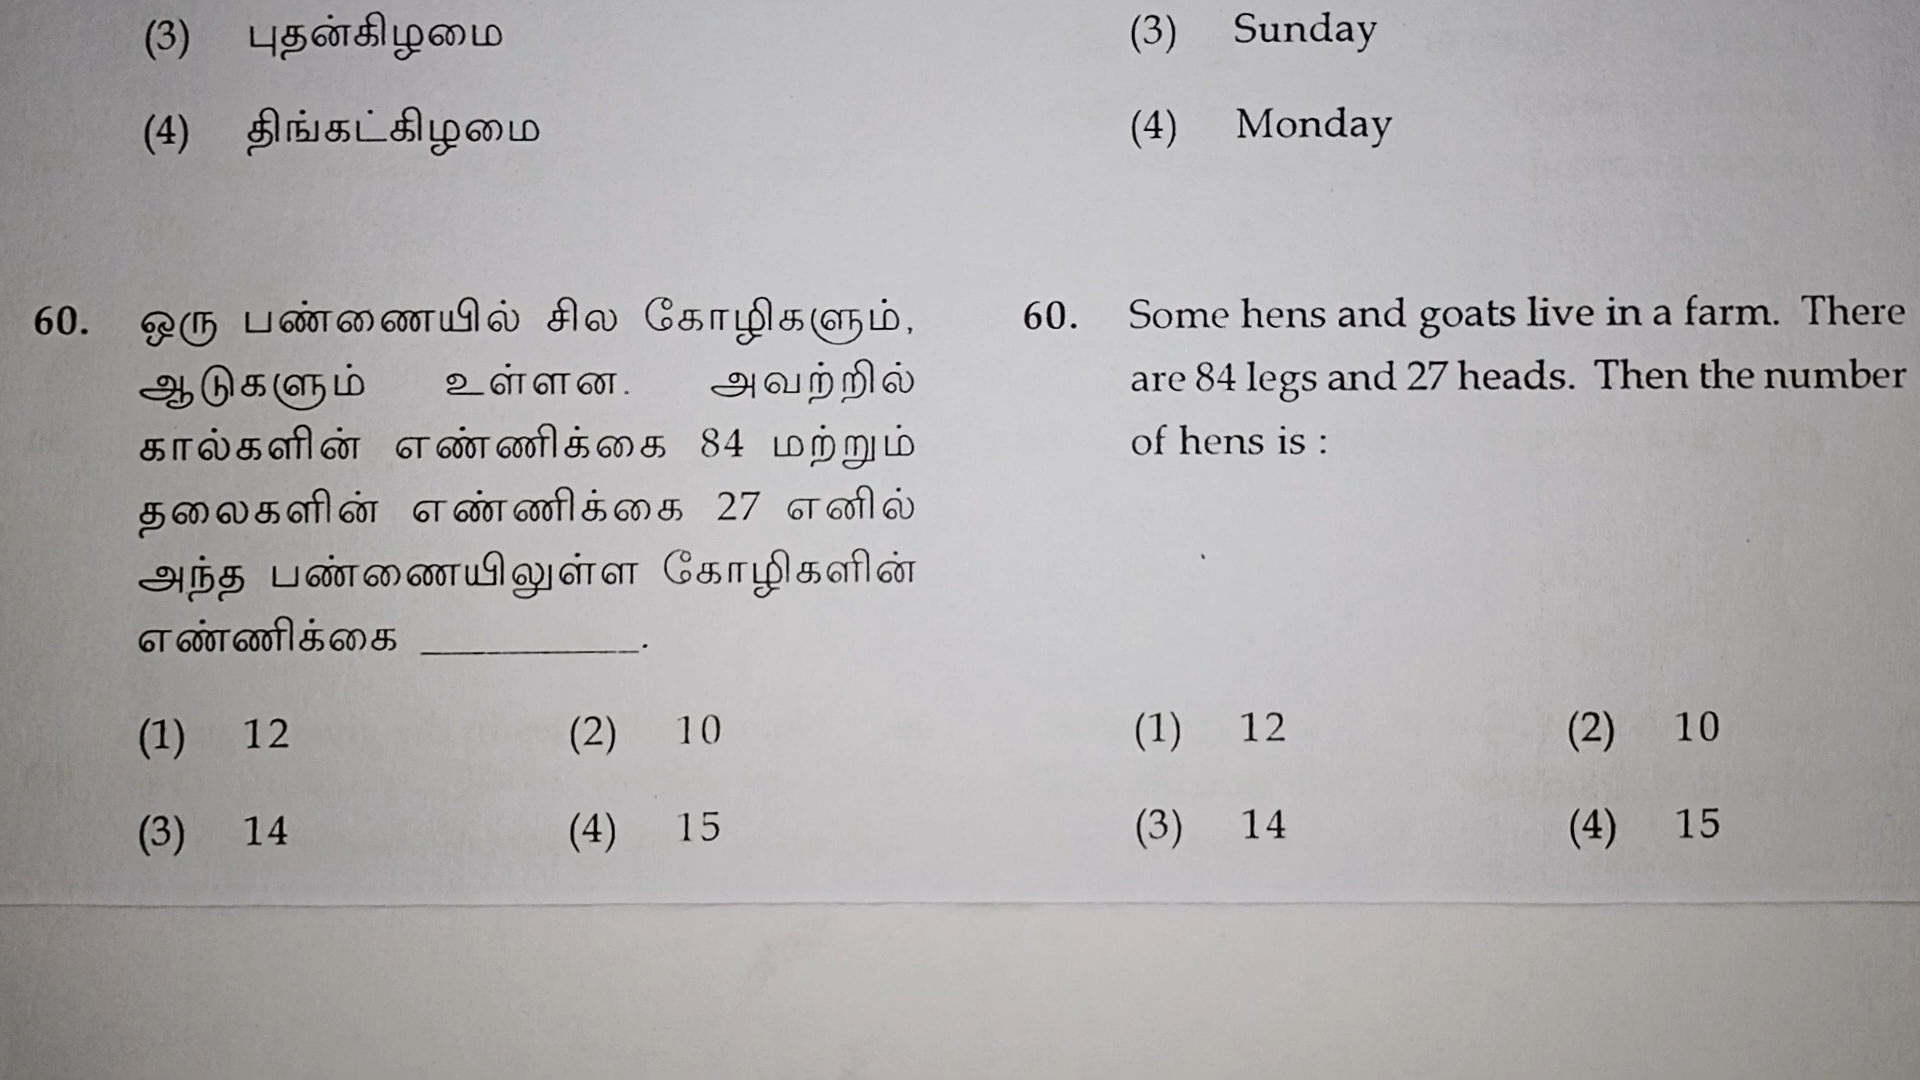 (3) புதன்கிழமை
(4) திங்கட்கிழமை
60. ஒரு பண்ணையில் சில கோழிகளும்,
ஆடுகளும் உள்ளன. அவற்றில்
கால்களின் எண்ணிக்கை 84 மற்றும்
தலைகளின் எண்ணிக்கை 27 எனில்
அந்த பண்ணையிலுள்ள கோழிகளின்
எண்ணிக்கை __________.
(1) 12 (2) 10
(3) 14 (4) 15
(3) Sunday
(4) Monday
60. Some hens and goats live in a farm. There
are 84 legs and 27 heads. Then the number
of hens is :
(1) 12 (2) 10
(3) 14 (4) 15